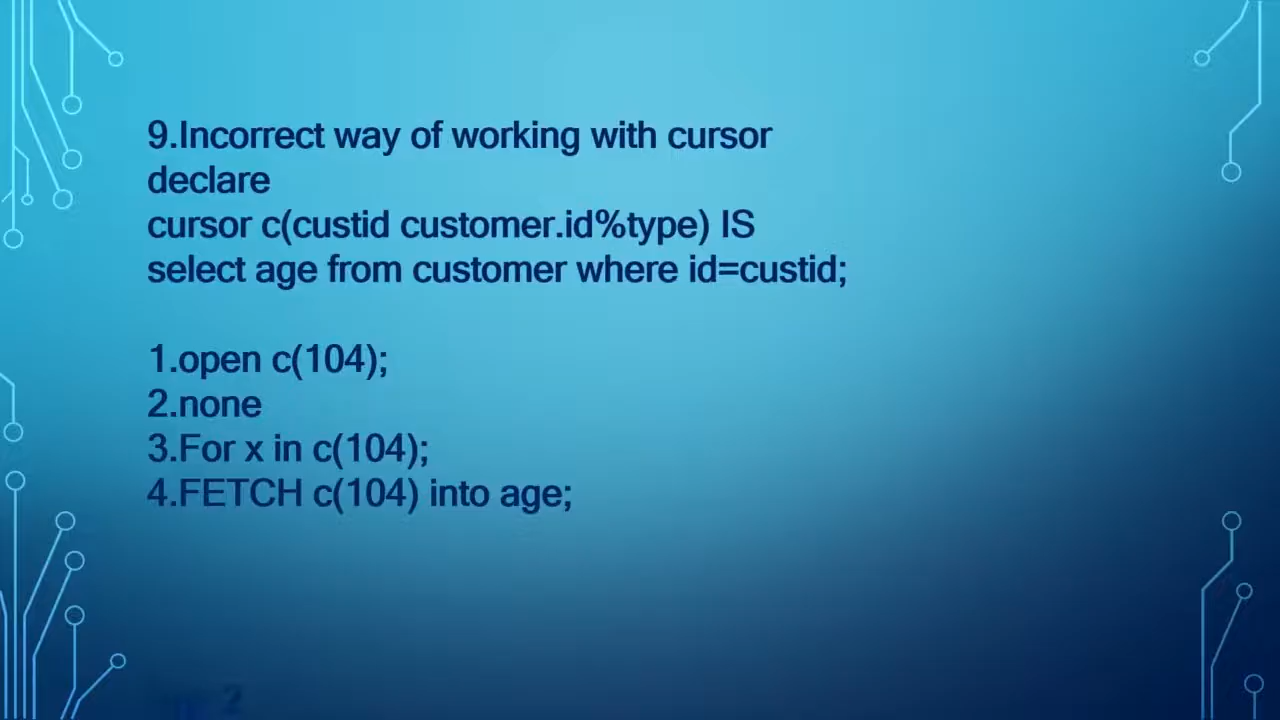 9.Incorrect way of working with cursor
declare
cursor c(custid customer.id%type) IS
select age from customer where id=custid;
1.open c(104);
2.none
3.For x in c(104);
4.FETCH c(104) into age;